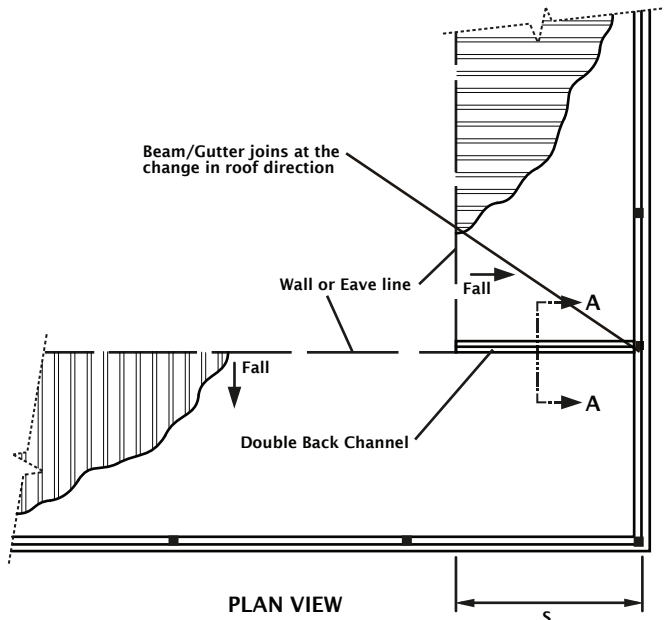 Beam/Gutter joins at the
change in roof direction
Wall or Eave line
Fall
A
Fall
A
Double Back Channel
PLAN VIEW
S